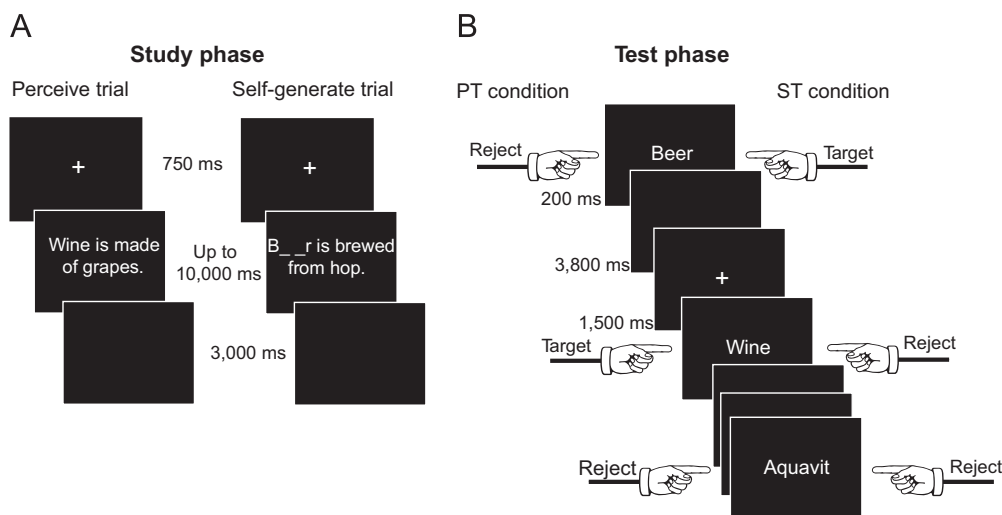 A
Study phase
Perceive trial
Self-generate trial
+
750 ms
+
Wine is made
of grapes.
Up to
10,000 ms
B_ _r is brewed
from hop.
3,000 ms
B
Test phase
PT condition
ST condition
Reject
Beer
Target
200 ms
3,800 ms
+
1,500 ms
Target
Wine
Reject
Reject
Aquavit
Reject